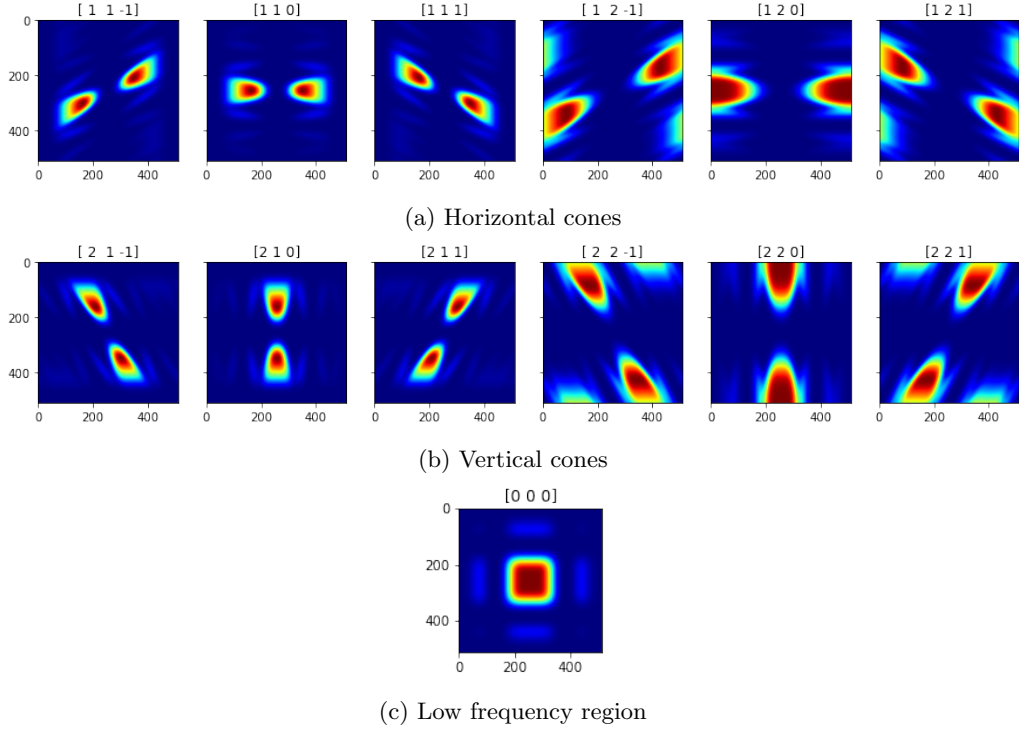 [ 1 1 -1] [1 1 0] [1 1 1] [ 1 2 -1] [1 2 0] [1 2 1]
0
200
400
0 200 400 0 200 400 0 200 400 0 200 400 0 200 400 0 200 400
(a) Horizontal cones
[ 2 1 -1] [2 1 0] [2 1 1] [ 2 2 -1] [2 2 0] [2 2 1]
0
200
400
0 200 400 0 200 400 0 200 400 0 200 400 0 200 400 0 200 400
(b) Vertical cones
[0 0 0]
0
200
400
0 200 400
(c) Low frequency region